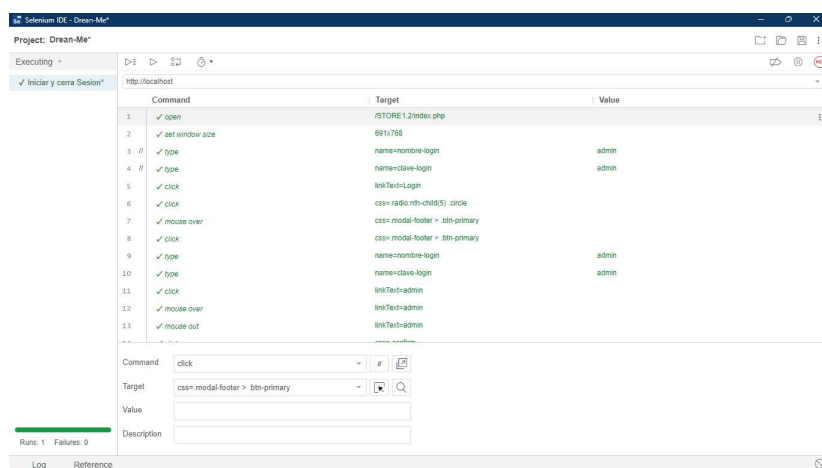 Selenium IDE - Drean-Me*
Project: Drean-Me*
Executing
✓ Iniciar y cerra Sesion*
http://localhost
Command Target Value
1 ✓ open /STORE1.2/index.php
2 ✓ set window size 691x768
3 // ✓ type name=nombre-login admin
4 // ✓ type name=clave-login admin
5 ✓ click linkText=Login
6 ✓ click css=.radio:nth-child(5) .circle
7 ✓ mouse over css=.modal-footer > .btn-primary
8 ✓ click css=.modal-footer > .btn-primary
9 ✓ type name=nombre-login admin
10 ✓ type name=clave-login admin
11 ✓ click linkText=admin
12 ✓ mouse over linkText=admin
13 ✓ mouse out linkText=admin
Command click //
Target css=.modal-footer > .btn-primary
Value
Description
Runs: 1 Failures: 0
Log Reference